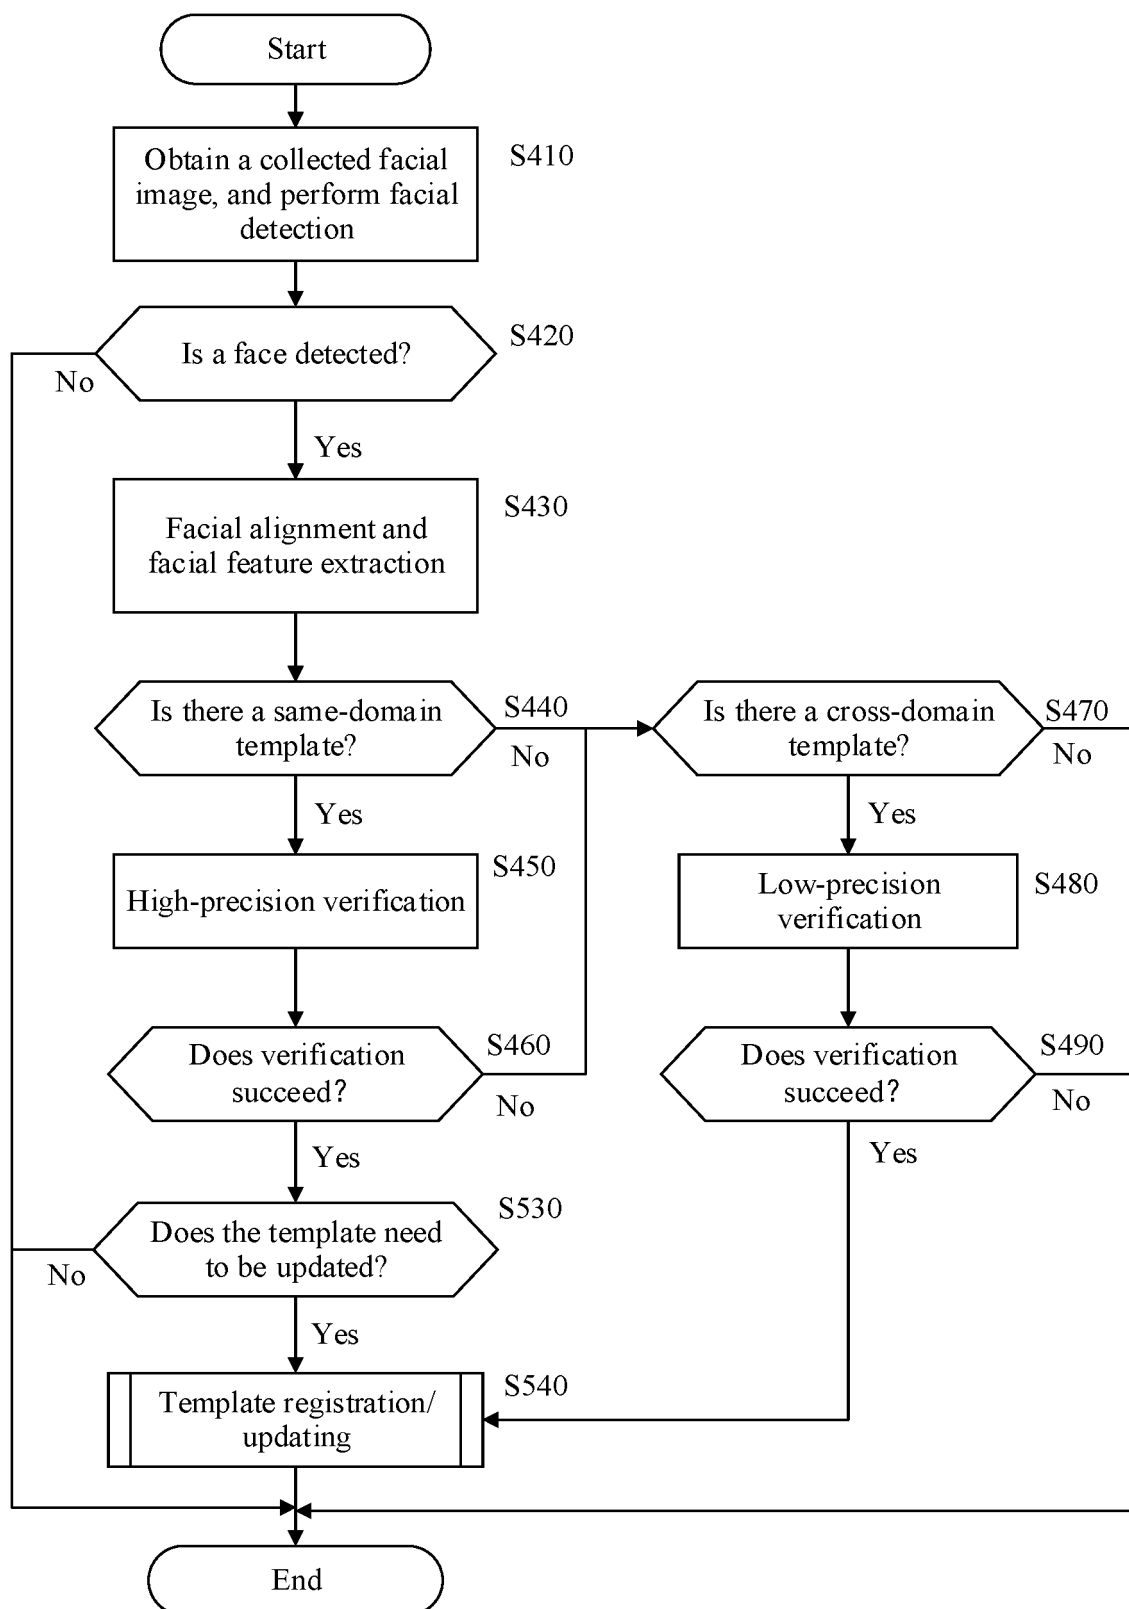 Start
Obtain a collected facial
image, and perform facial
detection
S410
Is a face detected?
S420
No
Yes
Facial alignment and
facial feature extraction
S430
Is there a same-domain
template?
S440
No
Yes
Is there a cross-domain
template?
S470
No
Yes
High-precision verification
S450
Low-precision
verification
S480
Does verification
succeed?
S460
No
Yes
Does verification
succeed?
S490
No
Yes
Does the template need
to be updated?
S530
No
Yes
Template registration/
updating
S540
End